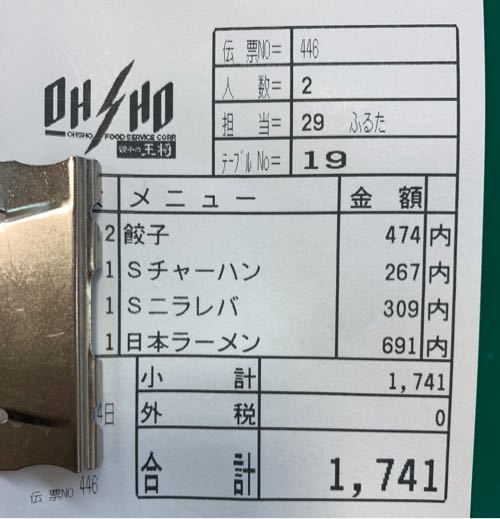 OHSHO
OHSHO FOOD SERVICE CORP.
餃子の王将
伝票NO= 446
人数= 2
担当= 29 ふるた
テーブルNo= 19
メニュー 金額
2 餃子 474 内
1 Sチャーハン 267 内
1 Sニラレバ 309 内
1 日本ラーメン 691 内
小計 1,741
外税 0
合計 1,741
4日
伝票NO 446